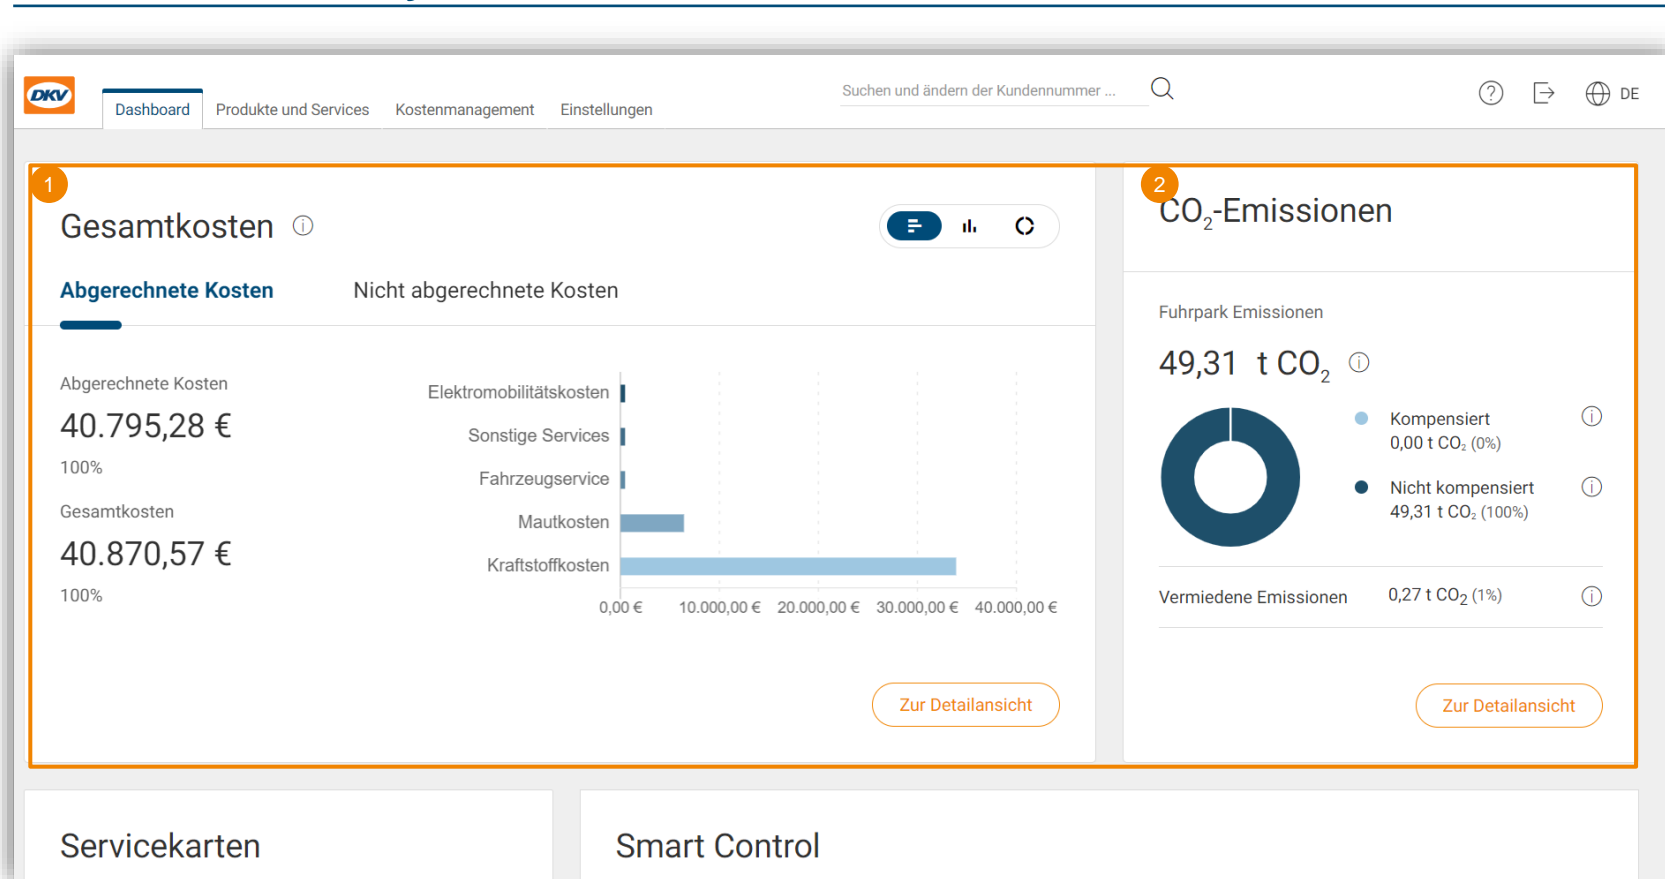 DKV
Dashboard
Produkte und Services
Kostenmanagement
Einstellungen
Suchen und ändern der Kundennummer ...
DE
1
Gesamtkosten
Abgerechnete Kosten
Nicht abgerechnete Kosten
Abgerechnete Kosten
40.795,28 €
100%
Gesamtkosten
40.870,57 €
100%
Elektromobilitätskosten
Sonstige Services
Fahrzeugservice
Mautkosten
Kraftstoffkosten
0,00 € 10.000,00 € 20.000,00 € 30.000,00 € 40.000,00 €
Zur Detailansicht
2
CO₂-Emissionen
Fuhrpark Emissionen
49,31 t CO₂
Kompensiert
0,00 t CO₂ (0%)
Nicht kompensiert
49,31 t CO₂ (100%)
Vermiedene Emissionen 0,27 t CO₂ (1%)
Zur Detailansicht
Servicekarten
Smart Control